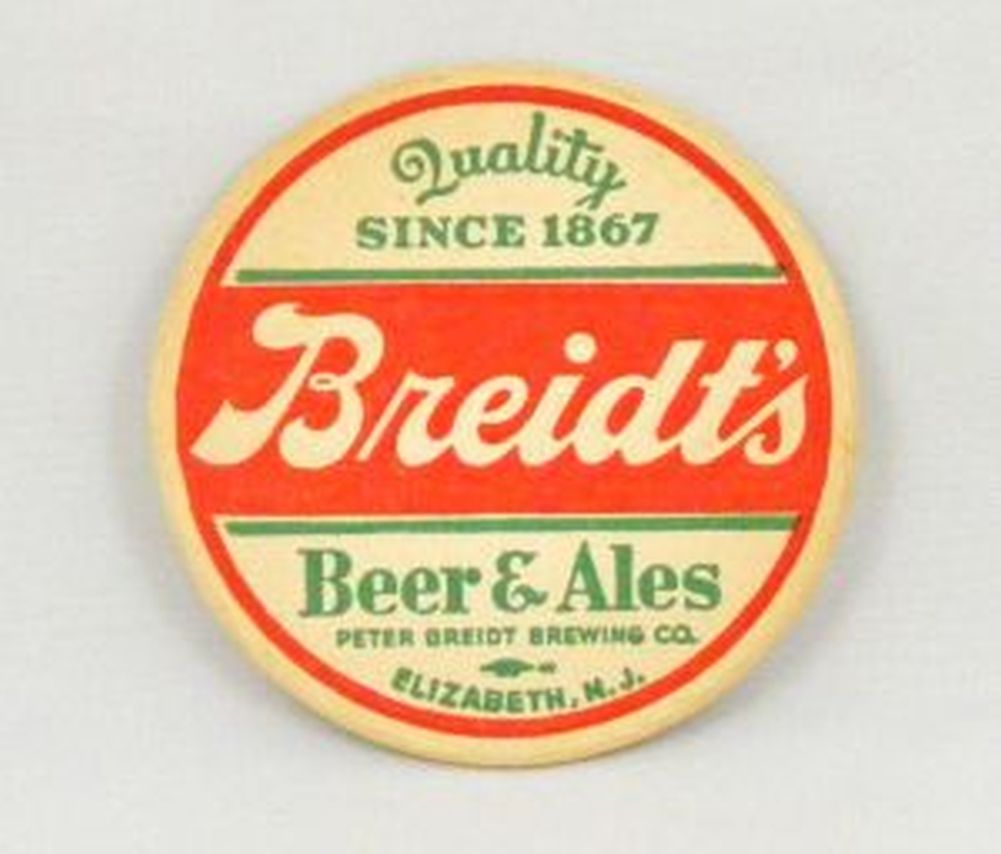 Quality
SINCE 1867
Breidt's
Beer & Ales
PETER BREIDT BREWING CO.
ELIZABETH, N.J.